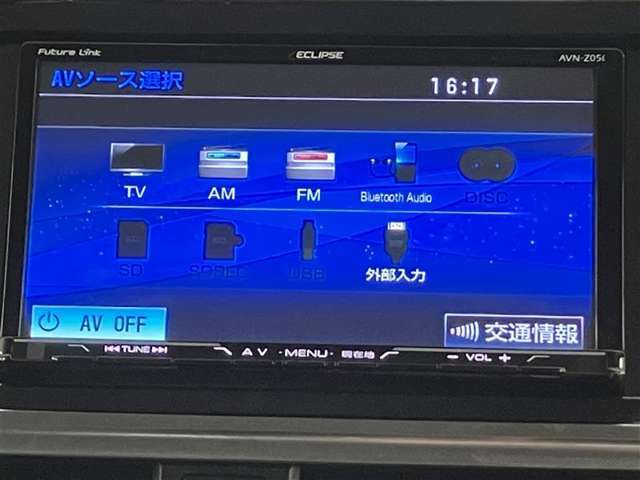 Future Link
ECLIPSE
AVN-Z05i
AVソース選択
16:17
TV
AM
FM
Bluetooth Audio
DISC
SD
SDREC
USB
外部入力
AV OFF
交通情報
TUNE
AV
MENU
現在地
- VOL +